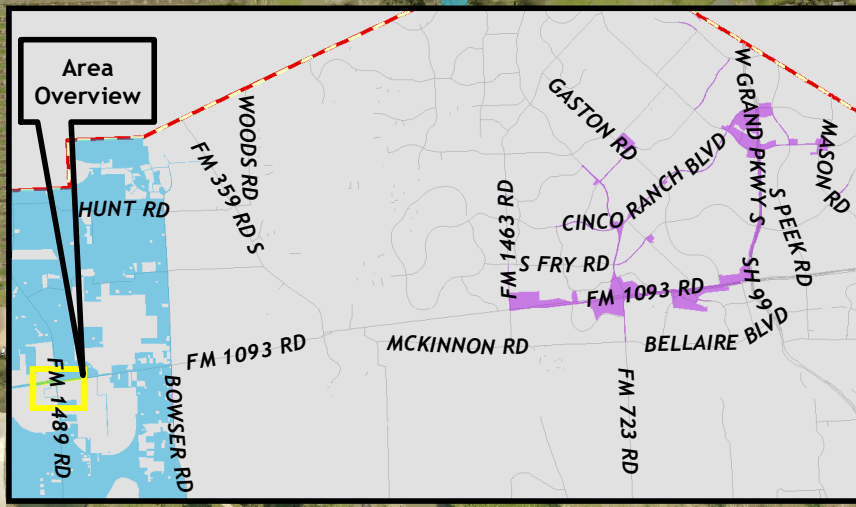 Area
Overview
WOODS RD
FM 359 RD S
HUNT RD
GASTON RD
W GRAND PKWY S
MASON RD
CINCO RANCH BLVD
S PEEK RD
FM 1463 RD
S FRY RD
SH 99
FM 1093 RD
BELLAIRE BLVD
MCKINNON RD
FM 1093 RD
FM 1489 RD
BOWSER RD
FM 723 RD